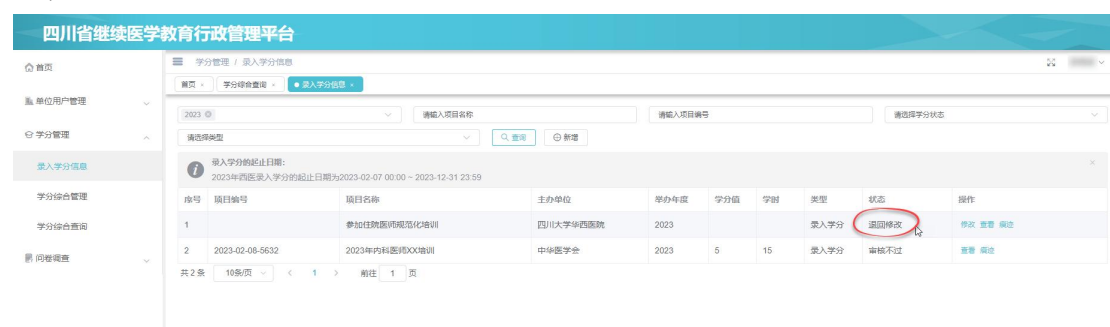 四川省继续医学教育行政管理平台
首页
单位用户管理
学分管理
录入学分信息
学分综合管理
学分综合查询
问卷调查
学分管理 / 录入学分信息
首页 × 学分综合查询 × 录入学分信息 ×
2023 请输入项目名称 请输入项目编号 请选择学分状态
请选择类型 查询 新增
录入学分的起止日期:
2023年西医录入学分的起止日期为2023-02-07 00:00 ~ 2023-12-31 23:59
序号 项目编号 项目名称 主办单位 举办年度 学分值 学时 类型 状态 操作
1 参加住院医师规范化培训 四川大学华西医院 2023 录入学分 退回修改 修改 查看 痕迹
2 2023-02-08-5632 2023年内科医师XX培训 中华医学会 2023 5 15 录入学分 审核不过 查看 痕迹
共 2 条 10条/页 < 1 > 前往 1 页